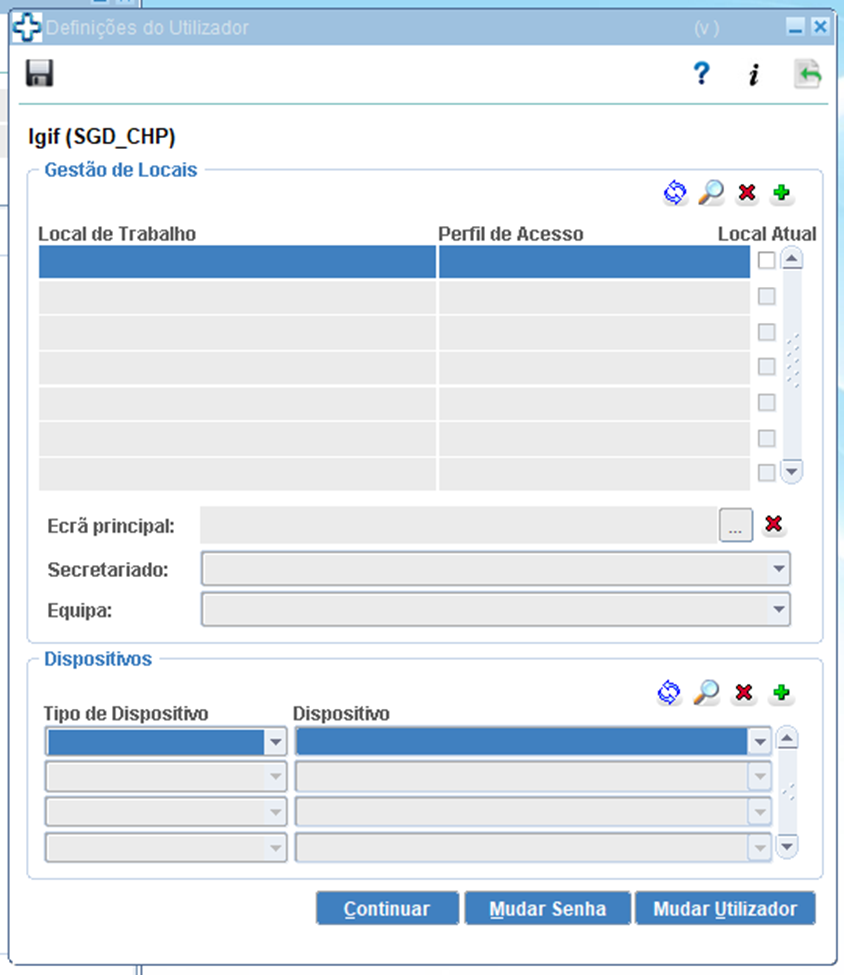 Definições do Utilizador (v )
? i
Igif (SGD_CHP)
Gestão de Locais
Local de Trabalho Perfil de Acesso Local Atual
Ecrã principal: ...
Secretariado:
Equipa:
Dispositivos
Tipo de Dispositivo Dispositivo
Continuar Mudar Senha Mudar Utilizador